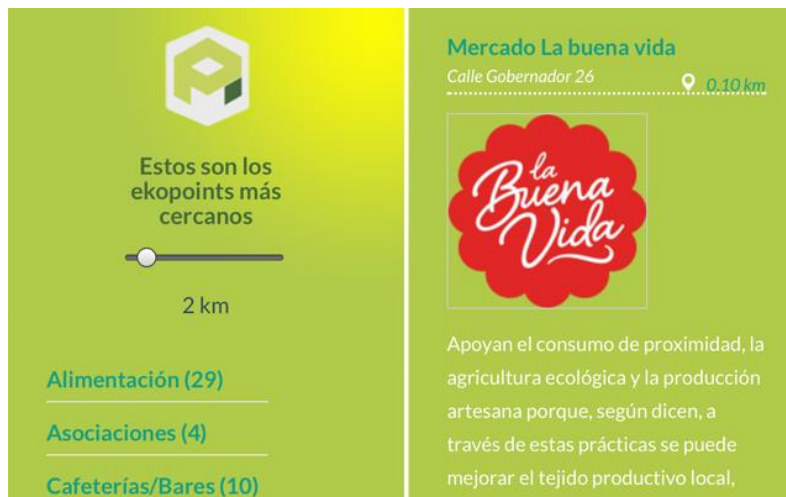 Estos son los
ekopoints más
cercanos
2 km
Alimentación (29)
Asociaciones (4)
Cafeterías/Bares (10)
Mercado La buena vida
Calle Gobernador 26
0.10 km
la
Buena
Vida
Apoyan el consumo de proximidad, la
agricultura ecológica y la producción
artesana porque, según dicen, a
través de estas prácticas se puede
mejorar el tejido productivo local,